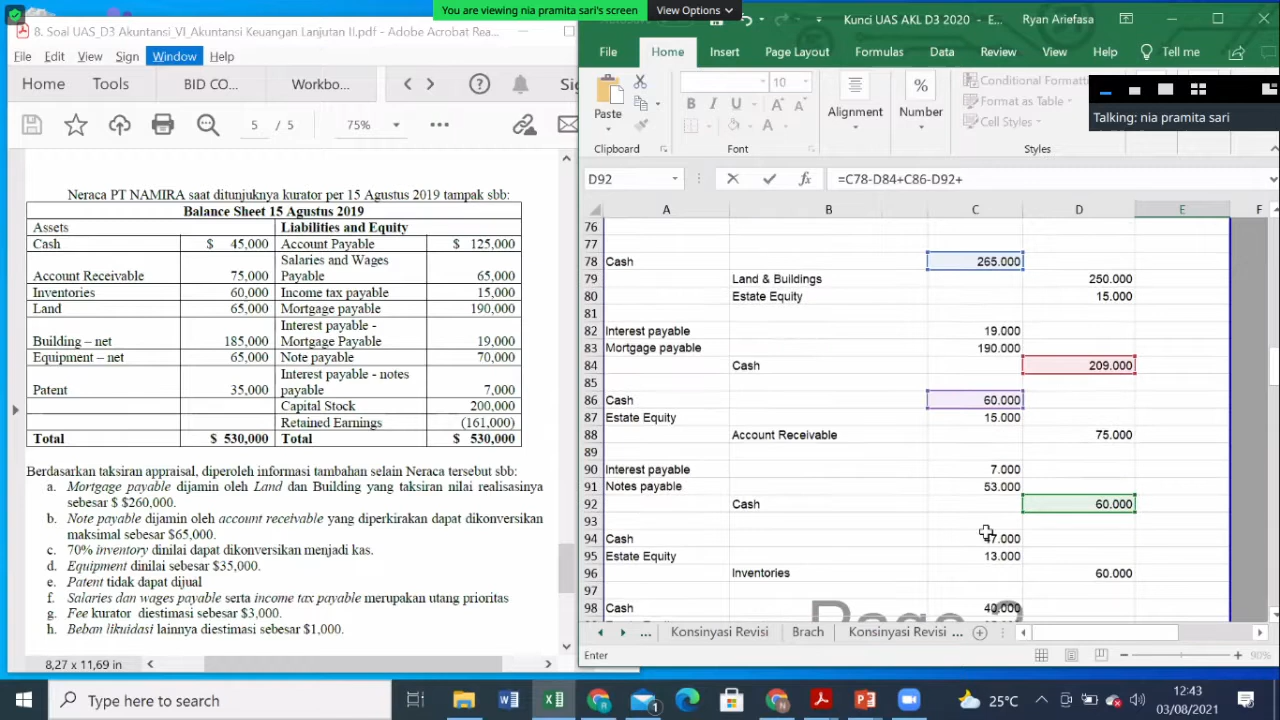 You are viewing nia pramita sari's screen
View Options
8. Soal UAS_D3 Akuntansi_VI_Akuntansi Keuangan Lanjutan II.pdf - Adobe Acrobat Rea...
File Edit View Sign Window Help
Home Tools BID CO... Workbo...
5 / 5 75%
Neraca PT NAMIRA saat ditunjuknya kurator per 15 Agustus 2019 tampak sbb:
Balance Sheet 15 Agustus 2019
Assets Liabilities and Equity
Cash $ 45,000 Account Payable $ 125,000
Account Receivable 75,000 Salaries and Wages Payable 65,000
Inventories 60,000 Income tax payable 15,000
Land 65,000 Mortgage payable 190,000
Building – net 185,000 Interest payable - Mortgage Payable 19,000
Equipment – net 65,000 Note payable 70,000
Patent 35,000 Interest payable - notes payable 7,000
Capital Stock 200,000
Retained Earnings (161,000)
Total $ 530,000 Total $ 530,000
Berdasarkan taksiran appraisal, diperoleh informasi tambahan selain Neraca tersebut sbb:
a. Mortgage payable dijamin oleh Land dan Building yang taksiran nilai realisasinya
sebesar $ $260,000.
b. Note payable dijamin oleh account receivable yang diperkirakan dapat dikonversikan
maksimal sebesar $65,000.
c. 70% inventory dinilai dapat dikonversikan menjadi kas.
d. Equipment dinilai sebesar $35,000.
e. Patent tidak dapat dijual
f. Salaries dan wages payable serta income tax payable merupakan utang prioritas
g. Fee kurator diestimasi sebesar $3,000.
h. Beban likuidasi lainnya diestimasi sebesar $1,000.
8,27 x 11,69 in
Kunci UAS AKL D3 2020 - E... Ryan Ariefasa
File Home Insert Page Layout Formulas Data Review View Help Tell me
Paste
10
B I U
A A
Alignment
%
Number
Conditional Formatt
Format as Table
Cell Styles
Clipboard Font Styles
Talking: nia pramita sari
D92 fx =C78-D84+C86-D92+
A B C D E F
76
77
78 Cash 265.000
79 Land & Buildings 250.000
80 Estate Equity 15.000
81
82 Interest payable 19.000
83 Mortgage payable 190.000
84 Cash 209.000
85
86 Cash 60.000
87 Estate Equity 15.000
88 Account Receivable 75.000
89
90 Interest payable 7.000
91 Notes payable 53.000
92 Cash 60.000
93
94 Cash 7.000
95 Estate Equity 13.000
96 Inventories 60.000
97
98 Cash 40.000
... Konsinyasi Revisi Brach Konsinyasi Revisi ...
Enter 90%
Type here to search
1
25°C
12:43
03/08/2021